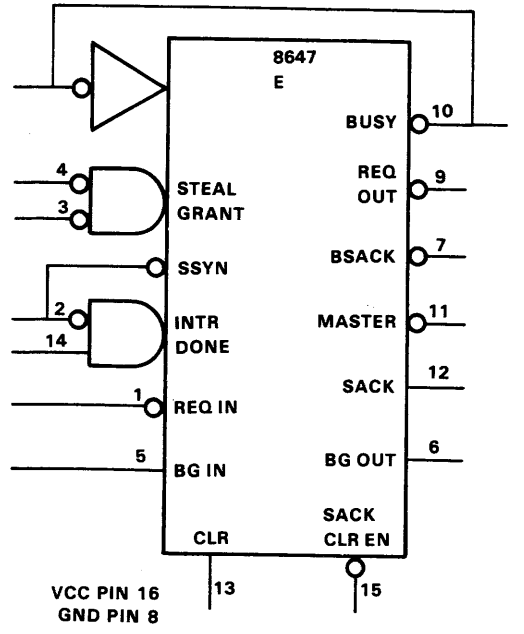 8647
E
BUSY
10
4
STEAL
3
GRANT
REQ
OUT
9
SSYN
BSACK
7
2
INTR
14
DONE
MASTER
11
1
REQ IN
SACK
12
5
BG IN
BG OUT
6
CLR
SACK
CLR EN
13
15
VCC PIN 16
GND PIN 8